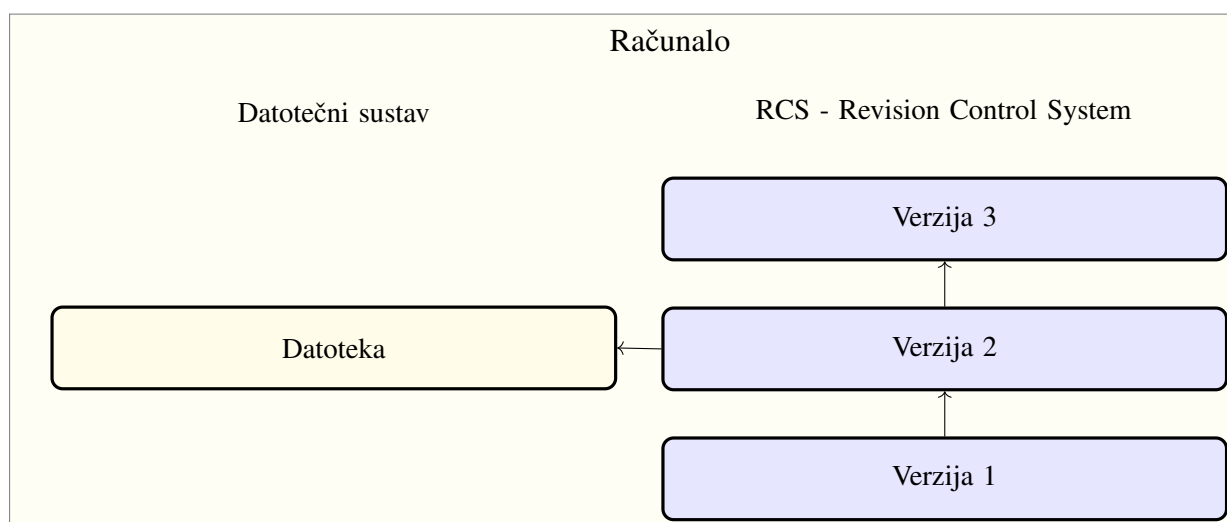 Računalo
Datotečni sustav
RCS - Revision Control System
Verzija 3
Datoteka
Verzija 2
Verzija 1